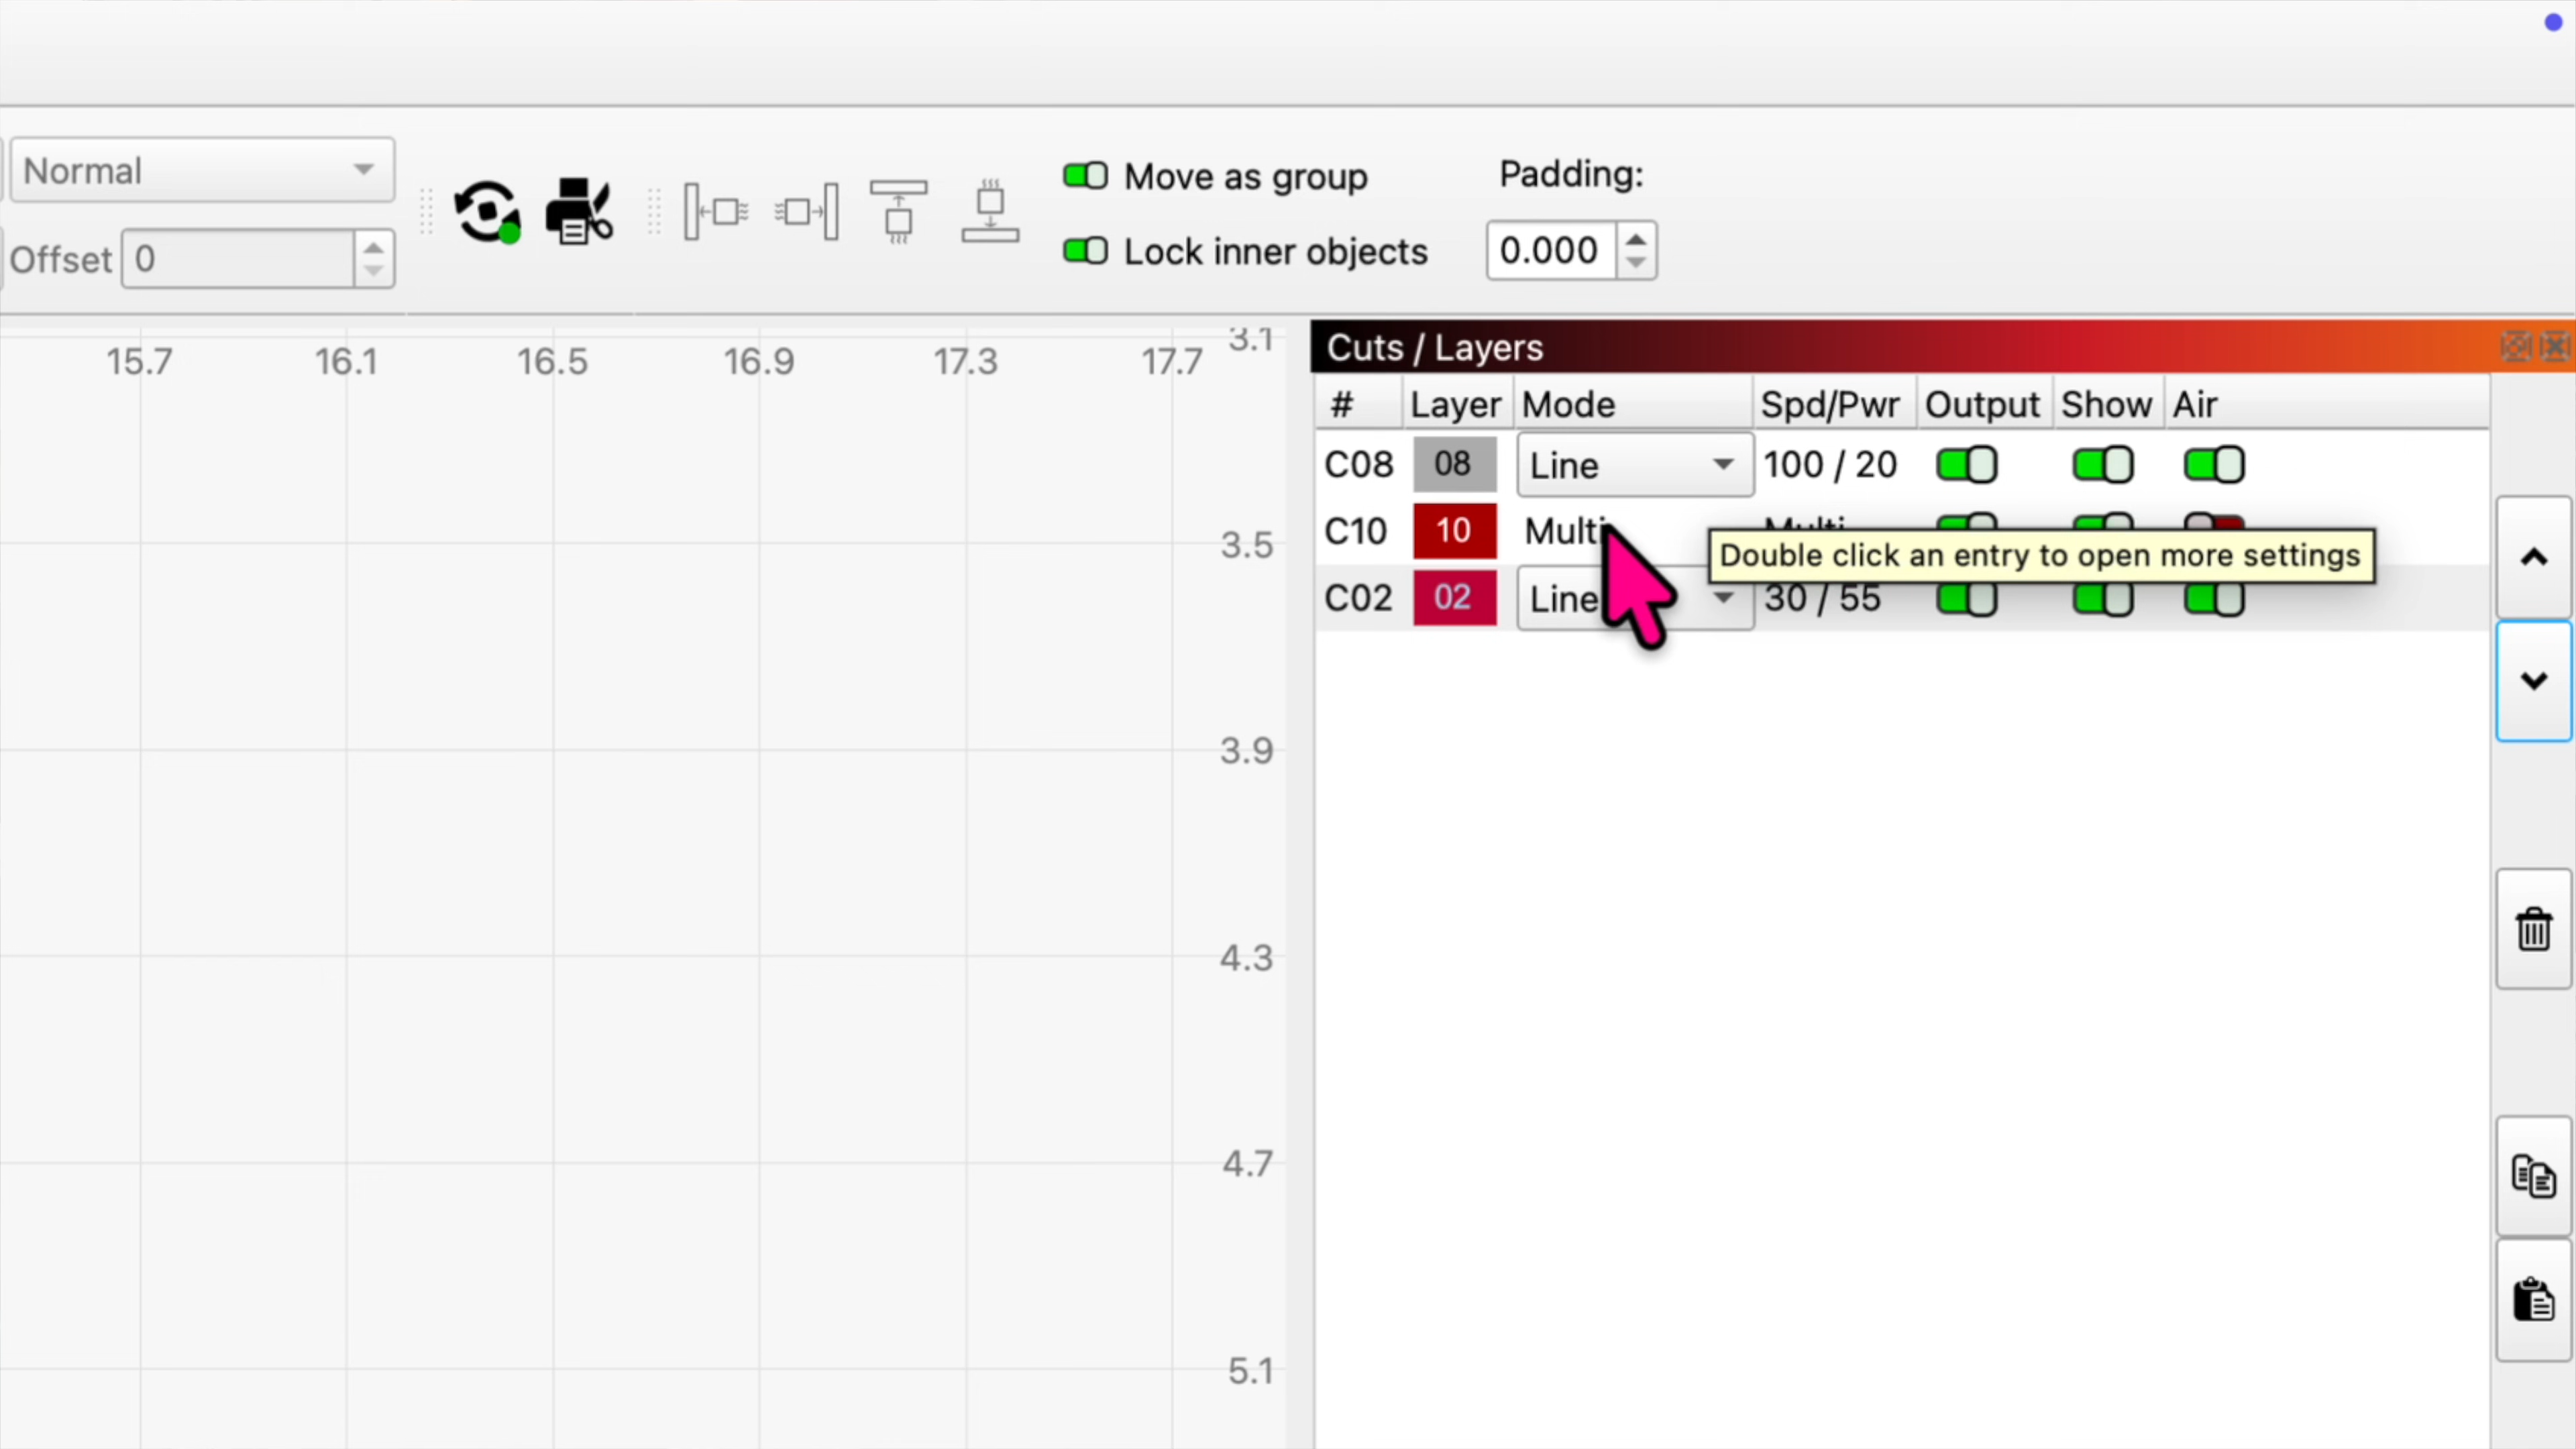 Normal
Offset 0
Move as group
Lock inner objects
Padding:
0.000
15.7 16.1 16.5 16.9 17.3 17.7
3.1
3.5
3.9
4.3
4.7
5.1
Cuts / Layers
# Layer Mode Spd/Pwr Output Show Air
C08 08 Line 100 / 20
C10 10 Multi Multi
Double click an entry to open more settings
C02 02 Line 30 / 55